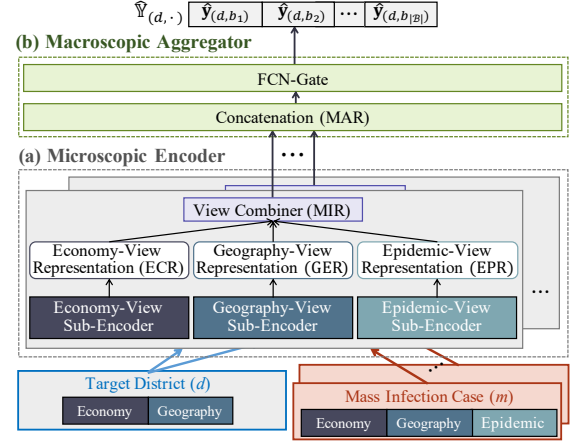 Ŷ(d,·) ŷ(d,b₁) ŷ(d,b₂) ... ŷ(d,b|𝓑|)
(b) Macroscopic Aggregator
FCN-Gate
Concatenation (MAR)
...
(a) Microscopic Encoder
View Combiner (MIR)
Economy-View Geography-View Epidemic-View
Representation (ECR) Representation (GER) Representation (EPR)
...
Economy-View Geography-View Epidemic-View
Sub-Encoder Sub-Encoder Sub-Encoder
...
Target District (d) Mass Infection Case (m)
Economy Geography Economy Geography Epidemic